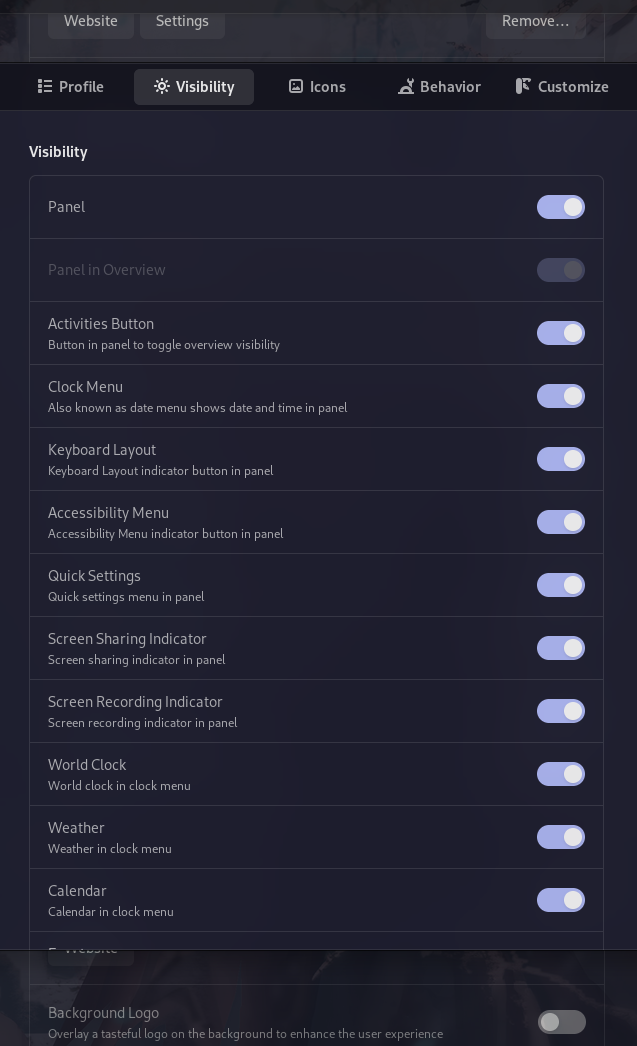 Website
Settings
Remove...
Profile
Visibility
Icons
Behavior
Customize
Visibility
Panel
Panel in Overview
Activities Button
Button in panel to toggle overview visibility
Clock Menu
Also known as date menu shows date and time in panel
Keyboard Layout
Keyboard Layout indicator button in panel
Accessibility Menu
Accessibility Menu indicator button in panel
Quick Settings
Quick settings menu in panel
Screen Sharing Indicator
Screen sharing indicator in panel
Screen Recording Indicator
Screen recording indicator in panel
World Clock
World clock in clock menu
Weather
Weather in clock menu
Calendar
Calendar in clock menu
Website
Background Logo
Overlay a tasteful logo on the background to enhance the user experience